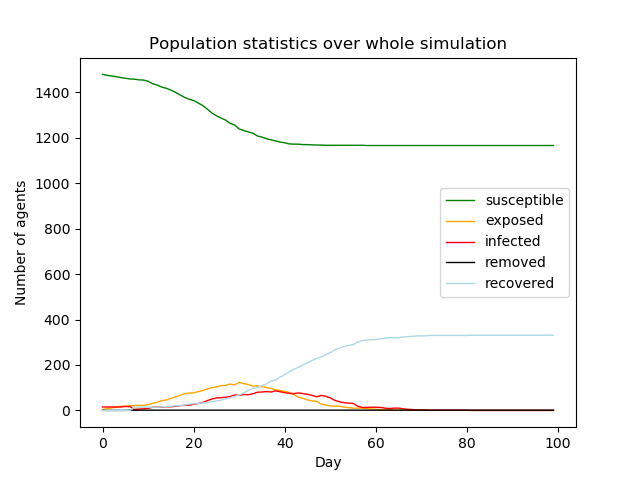 Population statistics over whole simulation
Number of agents
1400
1200
1000
800
600
400
200
0
susceptible
exposed
infected
removed
recovered
0 20 40 60 80 100
Day